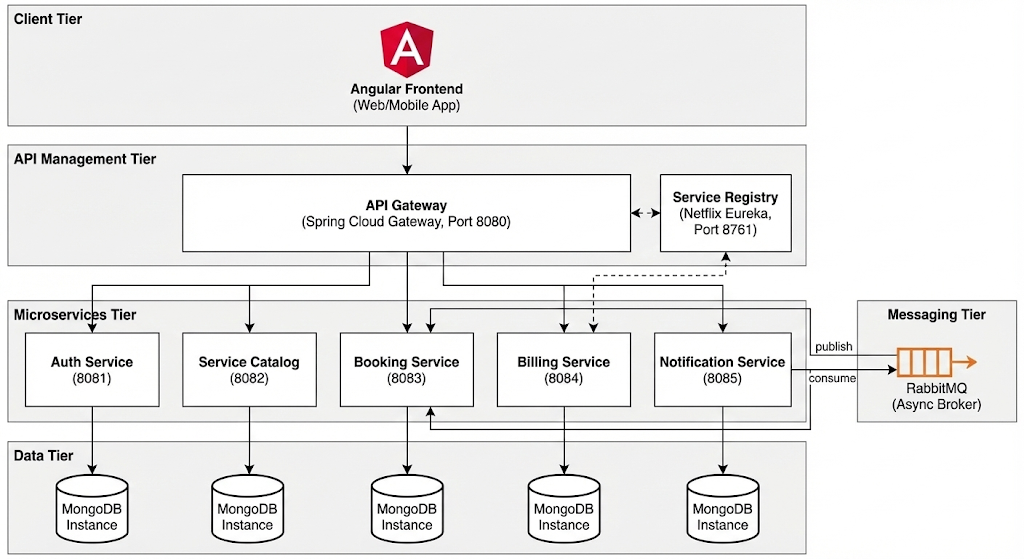 Client Tier
A
Angular Frontend
(Web/Mobile App)
API Management Tier
API Gateway
(Spring Cloud Gateway, Port 8080)
Service Registry
(Netflix Eureka,
Port 8761)
Microservices Tier
Auth Service
(8081)
Service Catalog
(8082)
Booking Service
(8083)
Billing Service
(8084)
Notification Service
(8085)
Messaging Tier
publish
consume
RabbitMQ
(Async Broker)
Data Tier
MongoDB
Instance
MongoDB
Instance
MongoDB
Instance
MongoDB
Instance
MongoDB
Instance